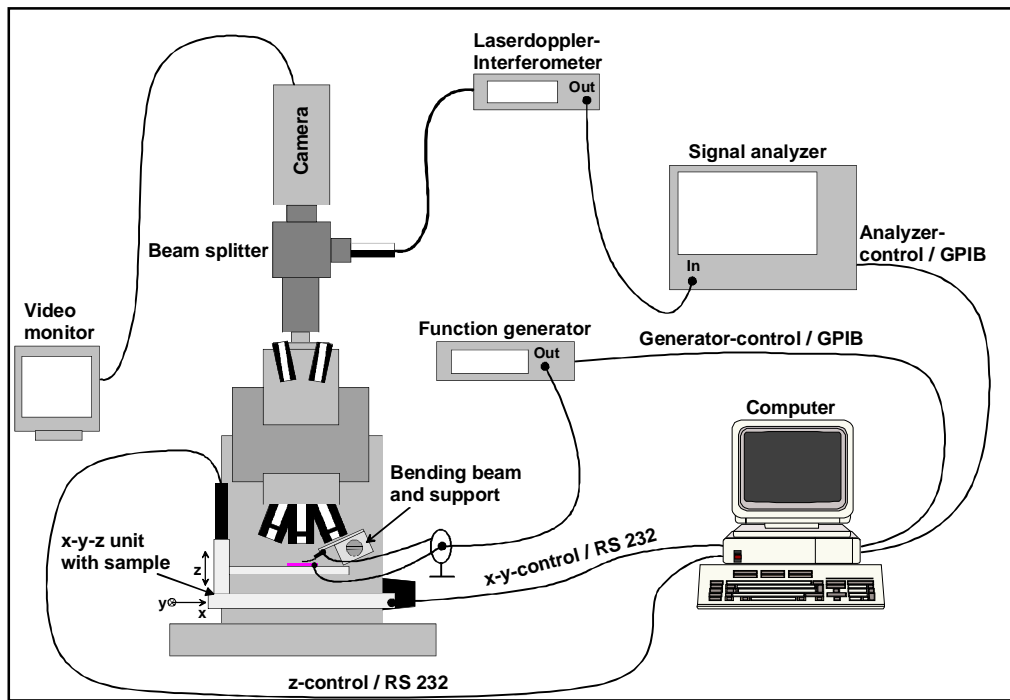 Laserdoppler-
Interferometer
Out
Camera
Signal analyzer
Beam splitter
Analyzer-
control / GPIB
In
Video
monitor
Function generator
Out
Generator-control / GPIB
Computer
Bending beam
and support
x-y-z unit
with sample
z
x-y-control / RS 232
y
x
z-control / RS 232